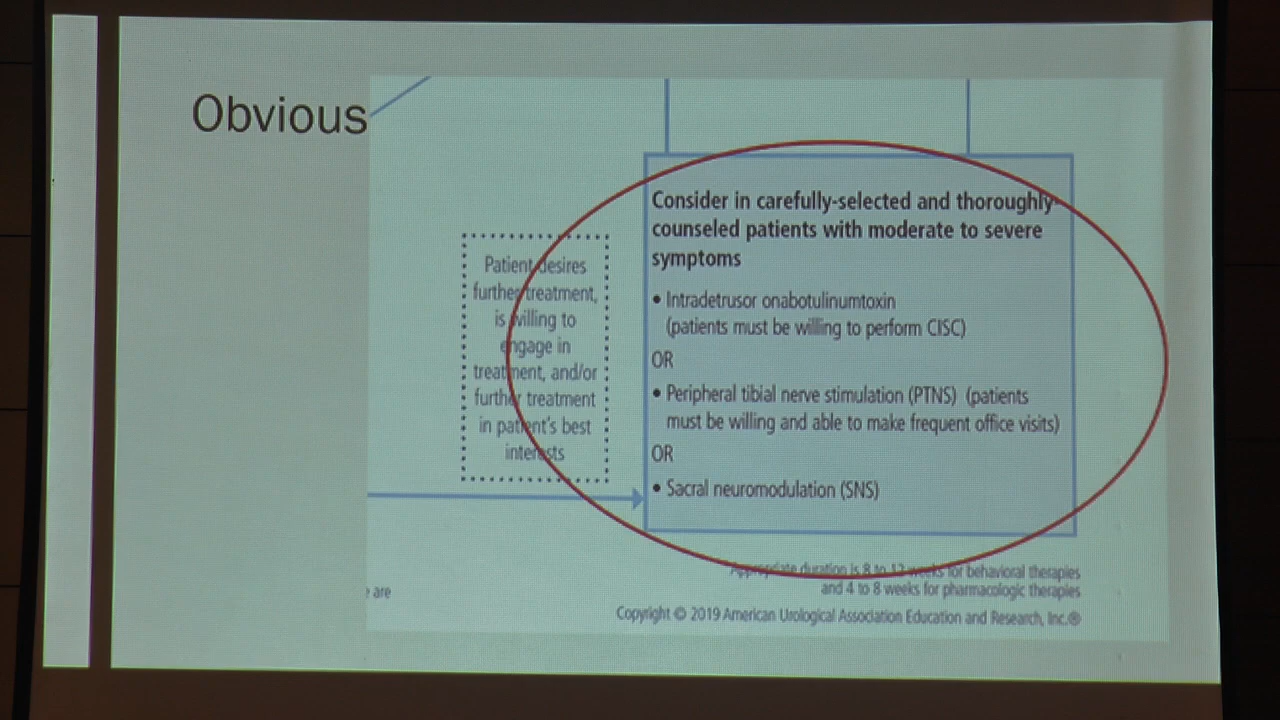 Obvious
Consider in carefully-selected and thoroughly-
counseled patients with moderate to severe
symptoms
• Intradetrusor onabotulinumtoxin
(patients must be willing to perform CISC)
OR
• Peripheral tibial nerve stimulation (PTNS) (patients
must be willing and able to make frequent office visits)
OR
• Sacral neuromodulation (SNS)
Patient desires
further treatment,
is willing to
engage in
treatment, and/or
further treatment
in patient's best
interests
Appropriate duration is 8 to 12 weeks for behavioral therapies
and 4 to 8 weeks for pharmacologic therapies
are
Copyright © 2019 American Urological Association Education and Research, Inc.®